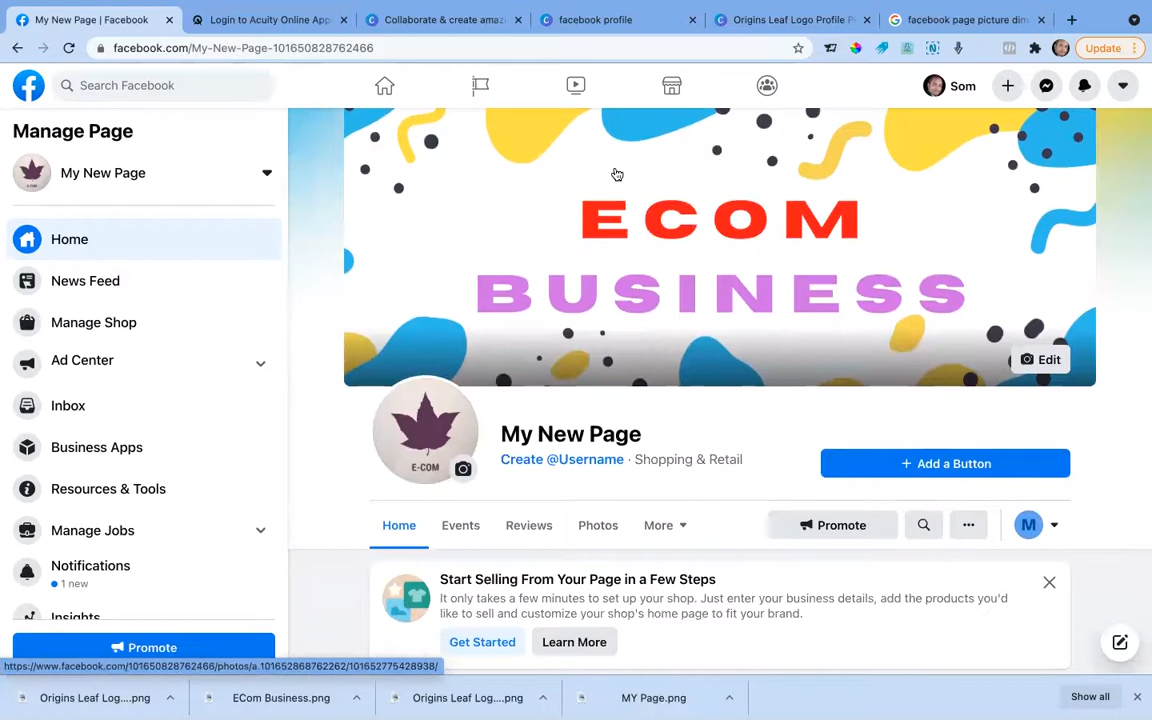 My New Page | Facebook
Login to Acuity Online App
Collaborate & create amaz
facebook profile
Origins Leaf Logo Profile P
facebook page picture dim
facebook.com/My-New-Page-101650828762466
Update
Search Facebook
Som
Manage Page
My New Page
Home
News Feed
Manage Shop
Ad Center
Inbox
Business Apps
Resources & Tools
Manage Jobs
Notifications
1 new
Insights
Promote
ECOM
BUSINESS
Edit
E-COM
My New Page
Create @Username · Shopping & Retail
+ Add a Button
Home
Events
Reviews
Photos
More
Promote
M
Start Selling From Your Page in a Few Steps
It only takes a few minutes to set up your shop. Just enter your business details, add the products you'd
like to sell and customize your shop's home page to fit your brand.
Get Started
Learn More
https://www.facebook.com/101650828762466/photos/a.101652868762262/101652775428938/
Origins Leaf Log....png
ECom Business.png
Origins Leaf Log....png
MY Page.png
Show all